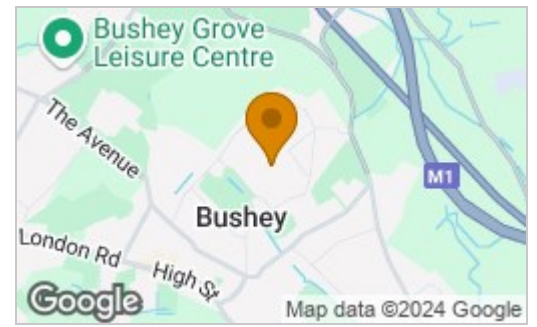 Bushey Grove
Leisure Centre
The Avenue
M1
Bushey
London Rd
High St
Google
Map data ©2024 Google